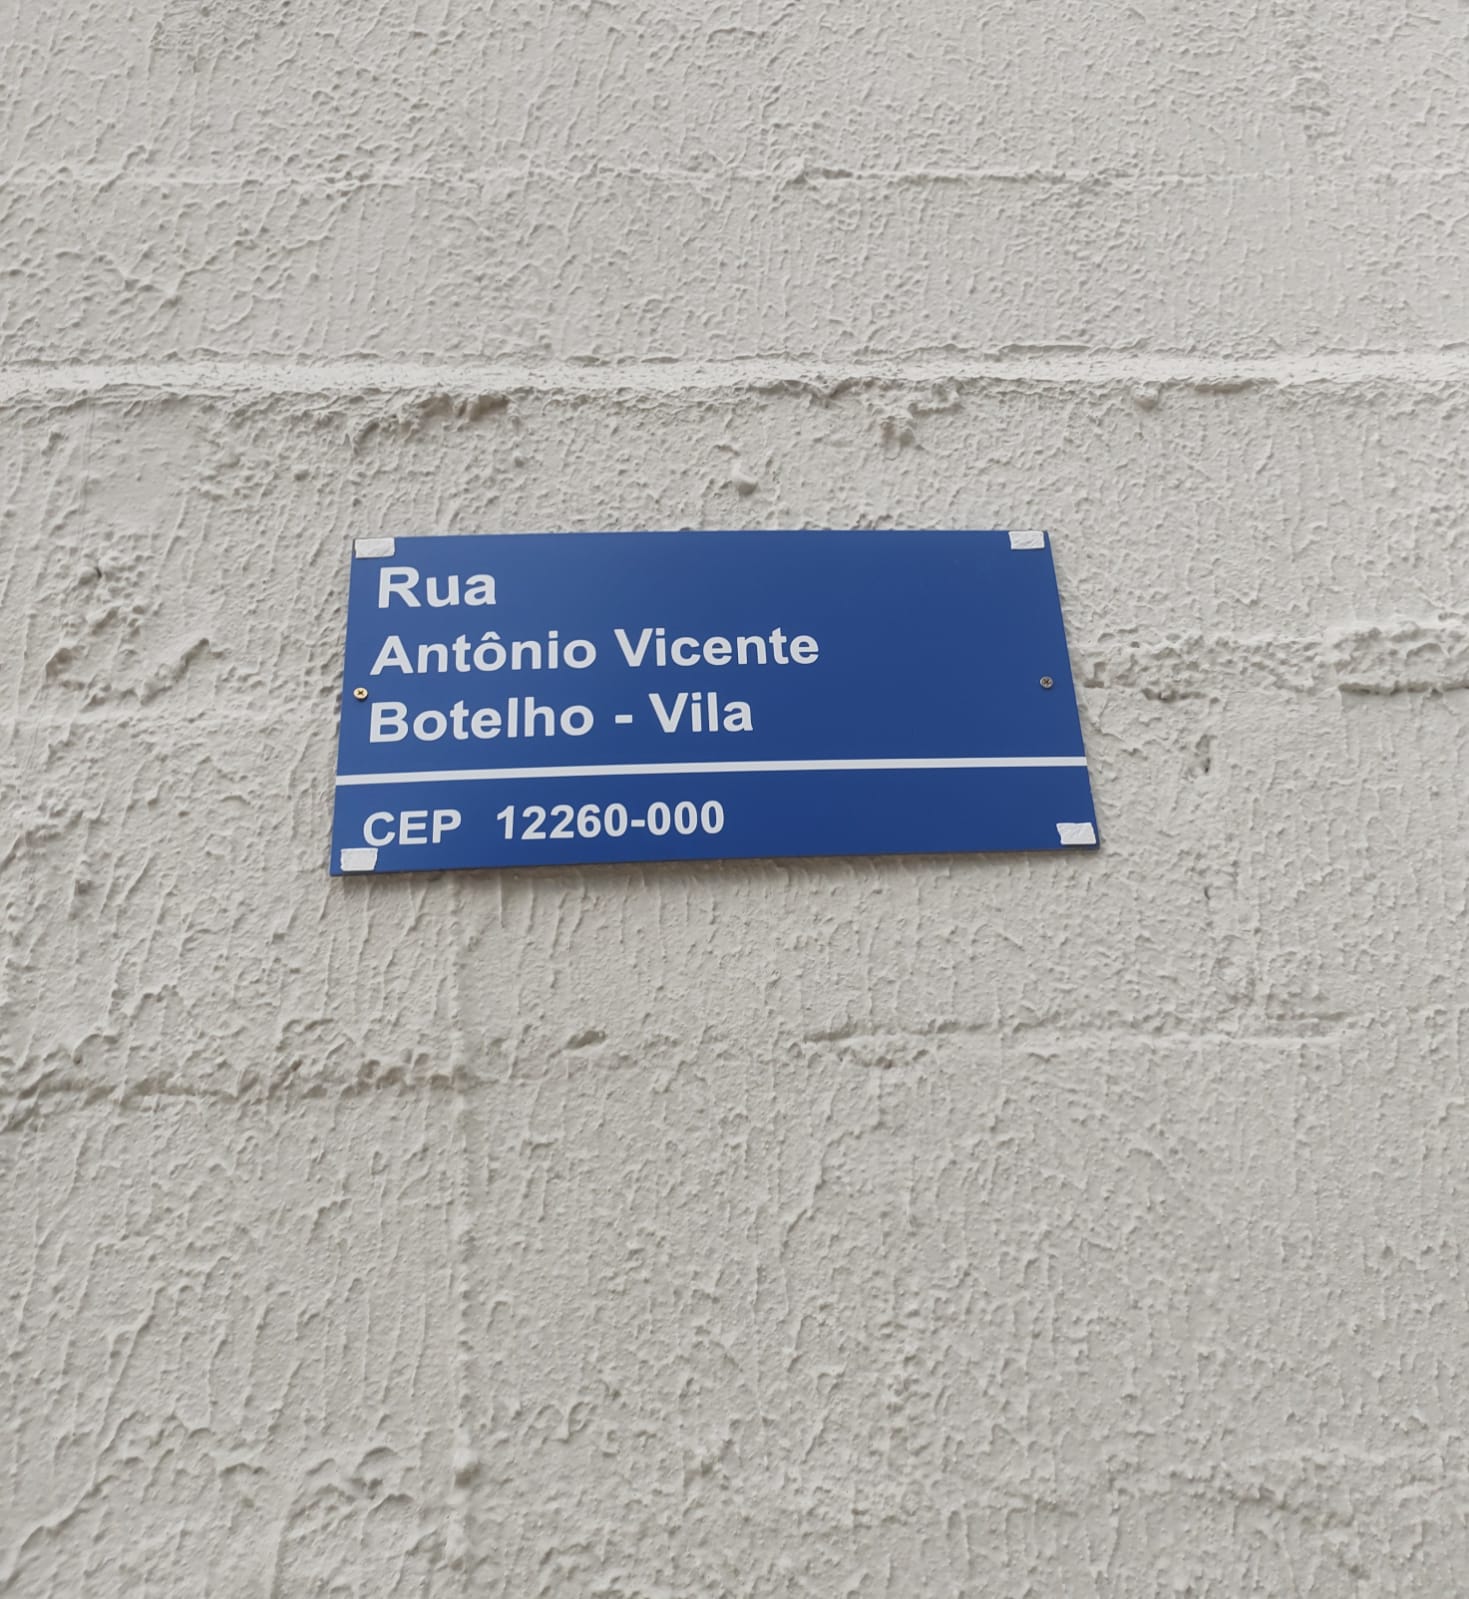 Rua
Antônio Vicente
Botelho - Vila
CEP 12260-000